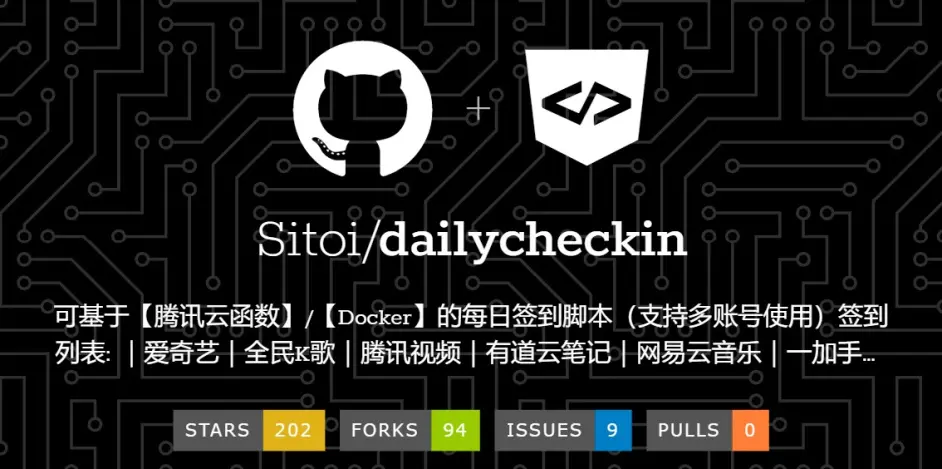 </>
Sitoi/dailycheckin
可基于【腾讯云函数】/【Docker】的每日签到脚本（支持多账号使用）签到
列表: ｜爱奇艺｜全民K歌｜腾讯视频｜有道云笔记｜网易云音乐｜一加手...
STARS 202 FORKS 94 ISSUES 9 PULLS 0